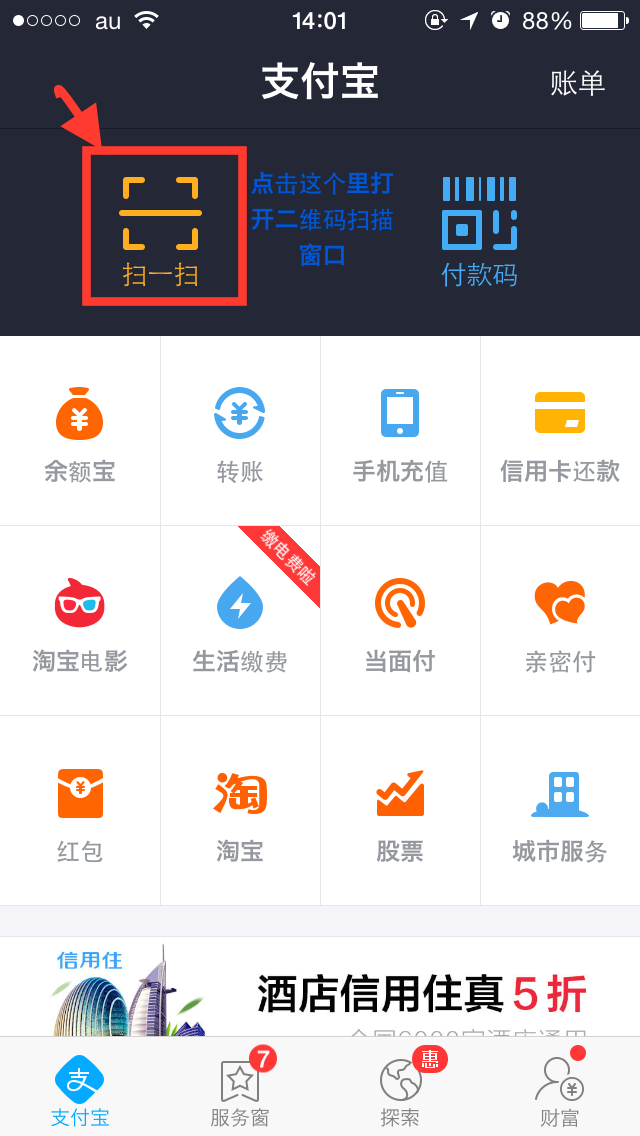 au 14:01 88%
支付宝 账单
点击这个里打
开二维码扫描
窗口
扫一扫 付款码
余额宝 转账 手机充值 信用卡还款
缴电费啦
淘宝电影 生活缴费 当面付 亲密付
淘
红包 淘宝 股票 城市服务
信用住
酒店信用住真5折
7 惠
支
支付宝 服务窗 探索 财富